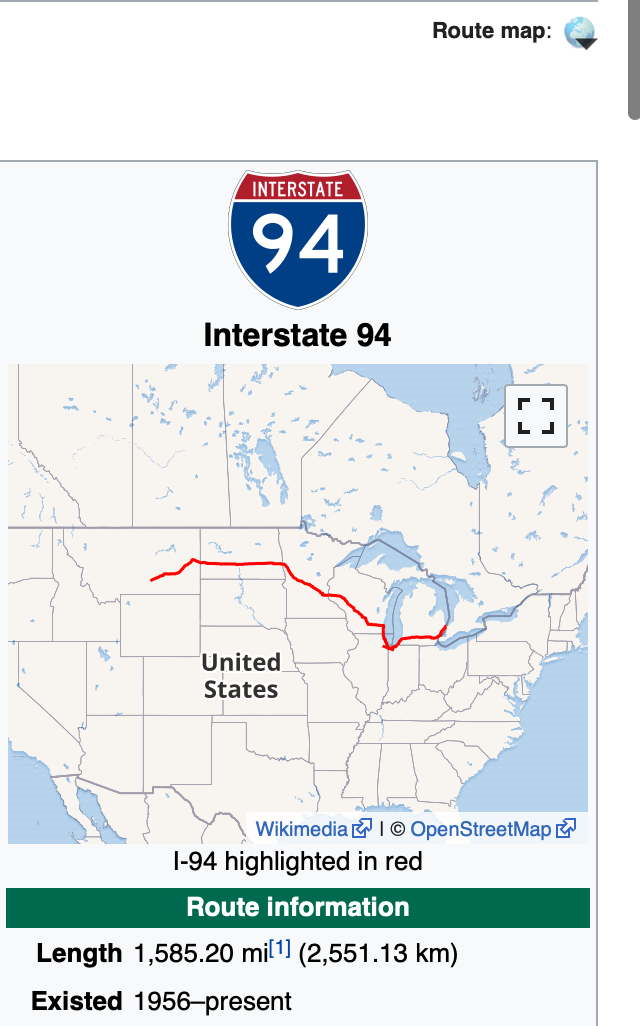 Route map:
INTERSTATE
94
Interstate 94
United
States
Wikimedia | © OpenStreetMap
I-94 highlighted in red
Route information
Length 1,585.20 mi[1] (2,551.13 km)
Existed 1956–present